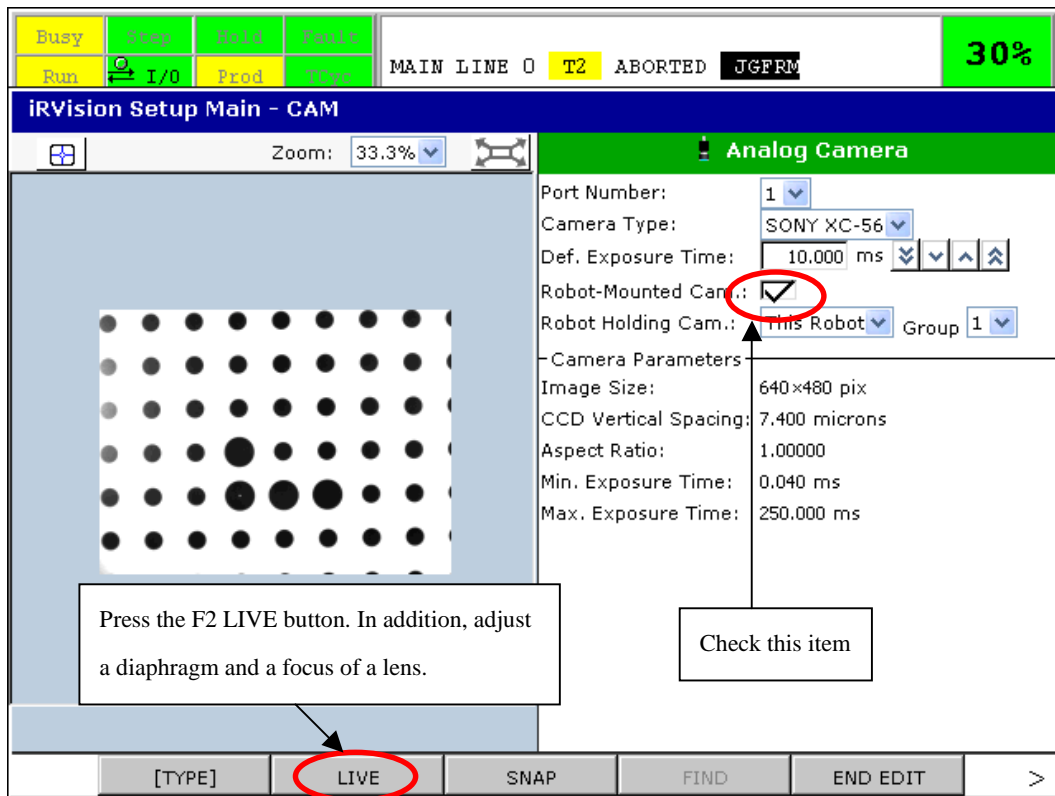 Busy Step Hold Fault
Run I/O Prod TCyc
MAIN LINE 0 T2 ABORTED JGFRM
30%
iRVision Setup Main - CAM
Zoom: 33.3%
Analog Camera
Port Number: 1
Camera Type: SONY XC-56
Def. Exposure Time: 10.000 ms
Robot-Mounted Cam.:
Robot Holding Cam.: This Robot Group 1
Camera Parameters
Image Size: 640×480 pix
CCD Vertical Spacing: 7.400 microns
Aspect Ratio: 1.00000
Min. Exposure Time: 0.040 ms
Max. Exposure Time: 250.000 ms
Press the F2 LIVE button. In addition, adjust
a diaphragm and a focus of a lens.
Check this item
[TYPE] LIVE SNAP FIND END EDIT >